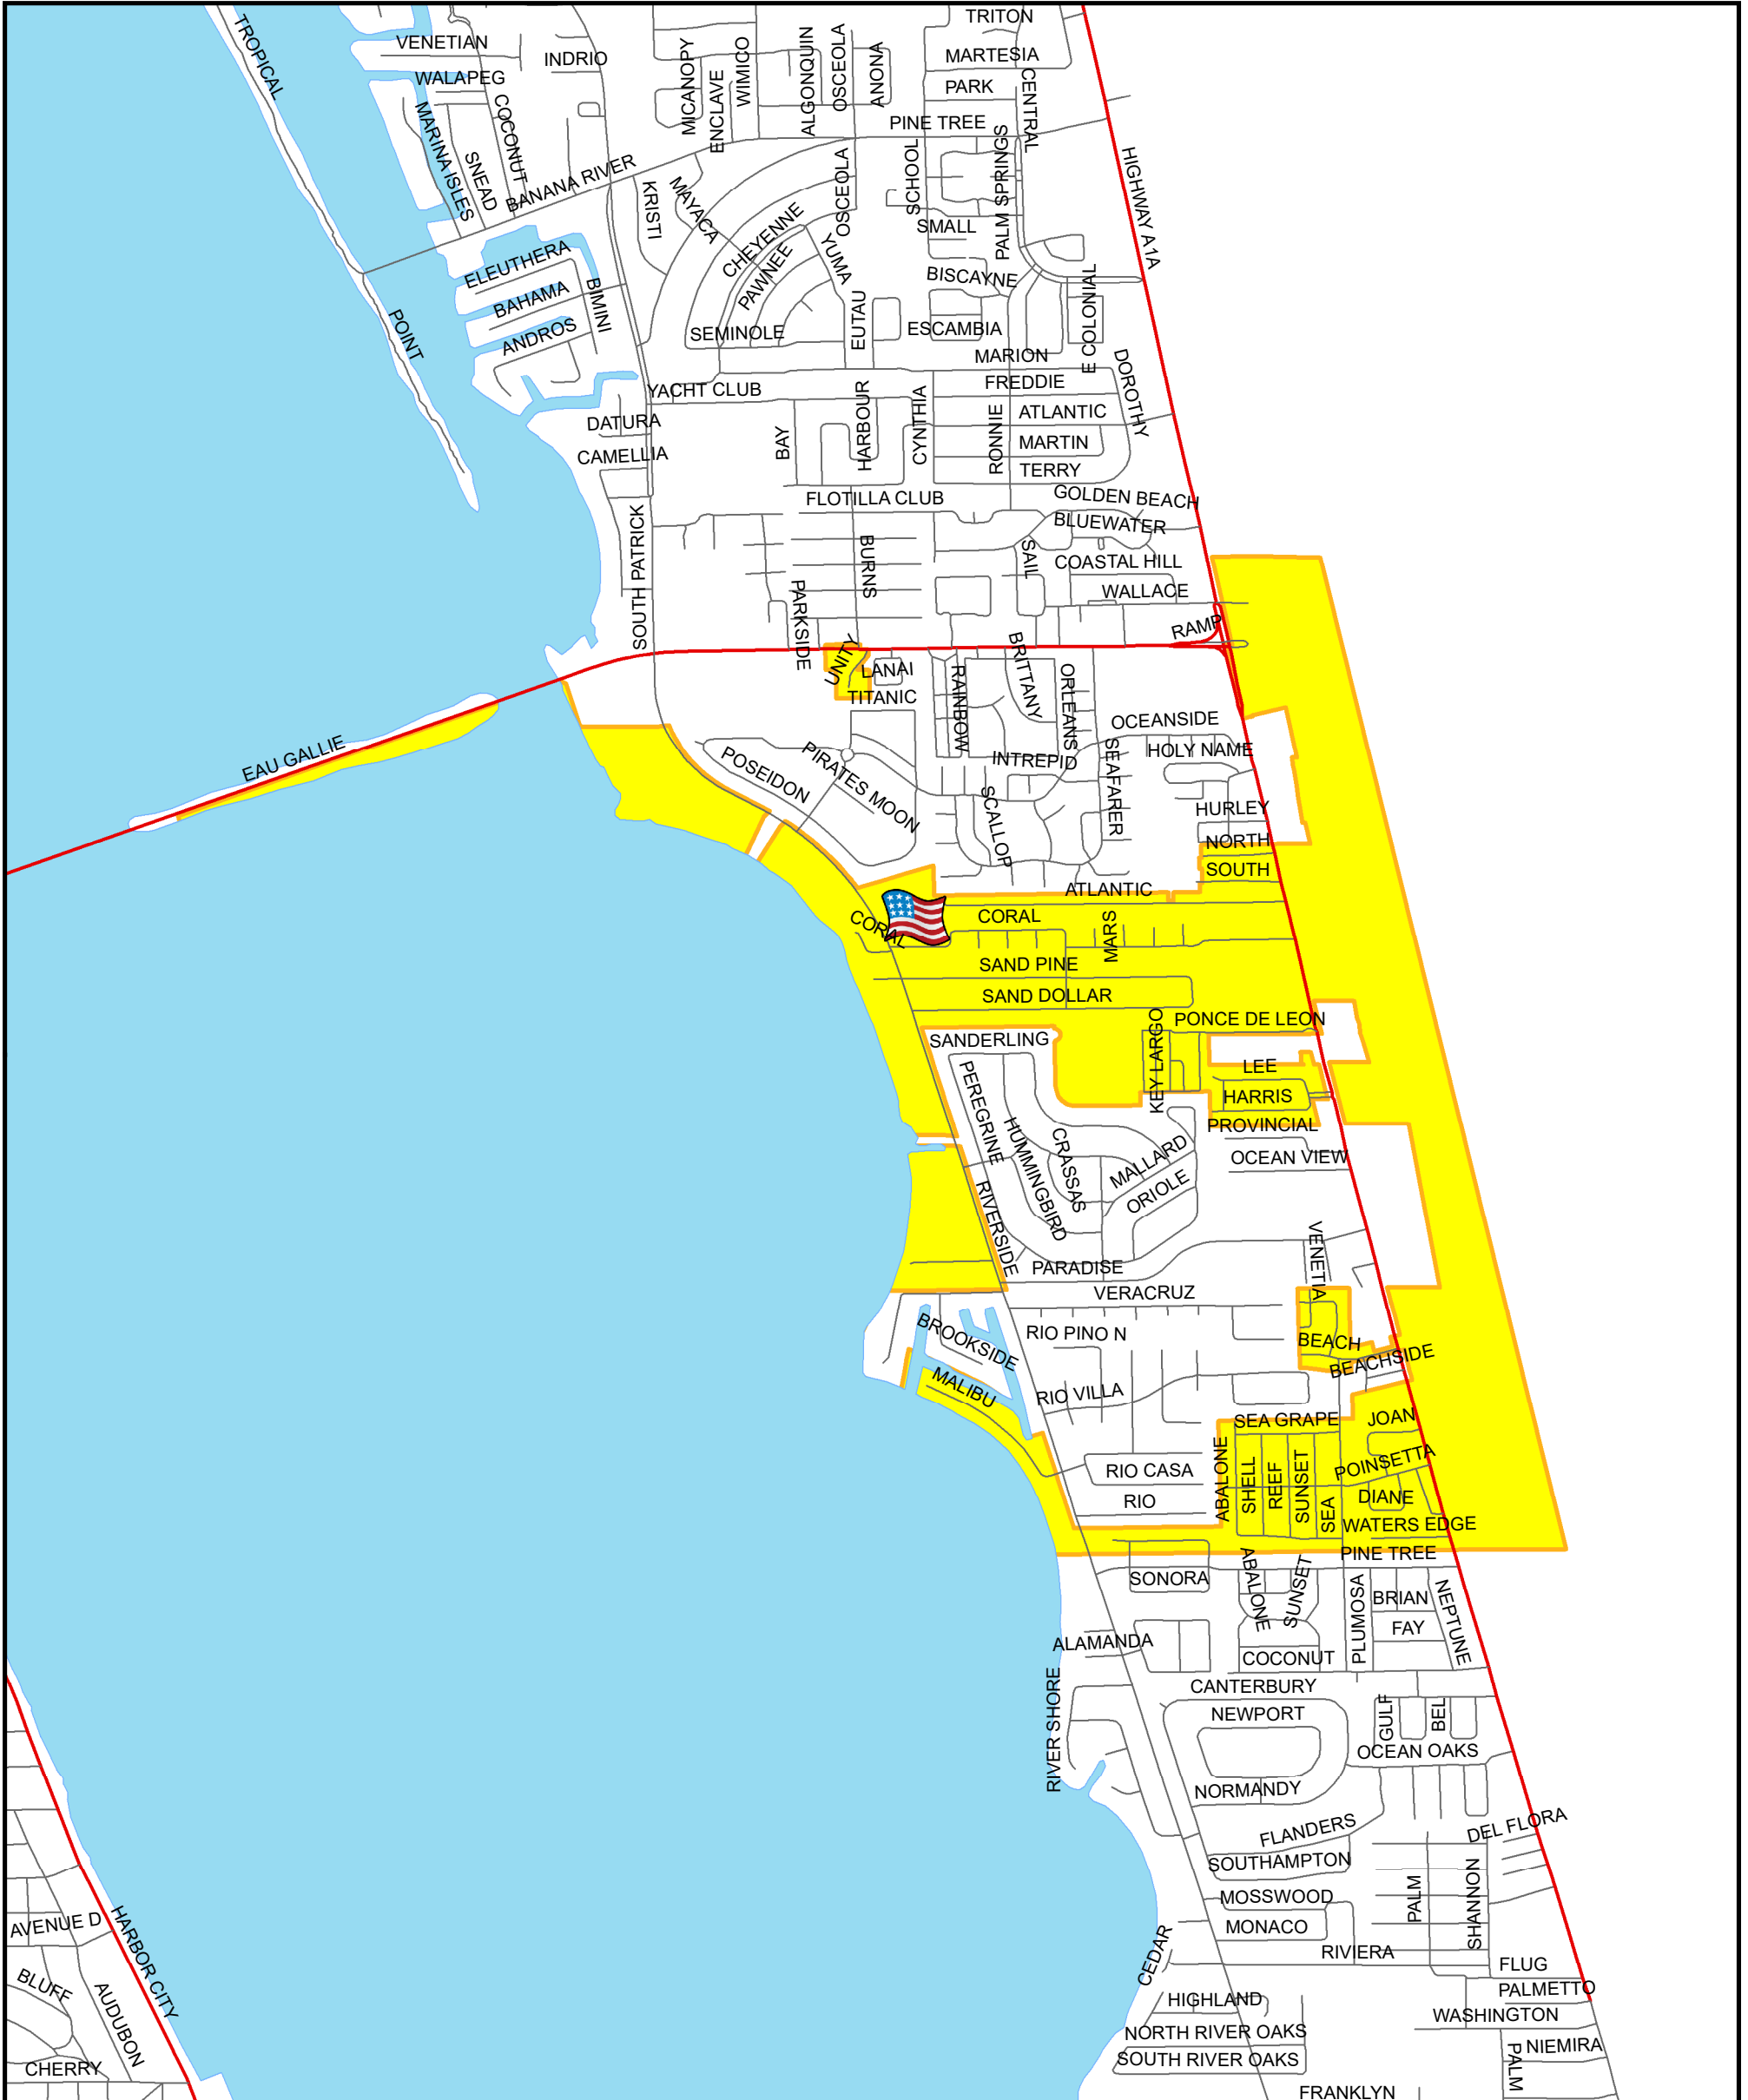 TRITON
TROPICAL
VENETIAN
INDRIO
MARTESIA
WALAPEG
MICANOPY
ENCLAVE
WIMICO
ALGONQUIN
OSCEOLA
ANONA
PARK
CENTRAL
PINE TREE
MARINA ISLES
SNEAD
COCONUT
BANANA RIVER
KRISTI
MAYACA
CHEYENNE
PAWNEE
OSCEOLA
YUMA
SCHOOL
SMALL
PALM SPRINGS
HIGHWAY A1A
ELEUTHERA
BAHAMA
ANDROS
BIMINI
BISCAYNE
ESCAMBIA
E COLONIAL
SEMINOLE
EUTAU
MARION
POINT
YACHT CLUB
FREDDIE
DOROTHY
DATURA
BAY
HARBOUR
CYNTHIA
RONNIE
ATLANTIC
MARTIN
CAMELLIA
TERRY
FLOTILLA CLUB
GOLDEN BEACH
BLUEWATER
SOUTH PATRICK
BURNS
SAIL
COASTAL HILL
PARKSIDE
WALLACE
RAMP
UNITY
LANAI
TITANIC
RAINBOW
BRITTANY
ORLEANS
OCEANSIDE
EAU GALLIE
POSEIDON
PIRATES MOON
INTREPID
SEAFARER
HOLY NAME
SCALLOP
HURLEY
NORTH
SOUTH
ATLANTIC
CORAL
CORAL
MARS
SAND PINE
SAND DOLLAR
PONCE DE LEON
SANDERLING
KEY LARGO
LEE
HARRIS
PROVINCIAL
PEREGRINE
HUMMINGBIRD
CRASSAS
MALLARD
ORIOLE
OCEAN VIEW
RIVERSIDE
PARADISE
VENETIA
VERACRUZ
BROOKSIDE
RIO PINO N
BEACH
BEACHSIDE
MALIBU
RIO VILLA
SEA GRAPE
JOAN
RIO CASA
ABALONE
SHELL
REEF
SUNSET
SEA
POINSETTA
DIANE
RIO
WATERS EDGE
PINE TREE
SONORA
ABALONE
SUNSET
PLUMOSA
BRIAN
NEPTUNE
FAY
ALAMANDA
COCONUT
RIVER SHORE
CANTERBURY
NEWPORT
GULF
BEL
OCEAN OAKS
NORMANDY
FLANDERS
DEL FLORA
SOUTHAMPTON
MOSSWOOD
PALM
SHANNON
AVENUE D
HARBOR CITY
MONACO
CEDAR
RIVIERA
FLUG
BLUFF
AUDUBON
PALMETTO
HIGHLAND
WASHINGTON
NORTH RIVER OAKS
NIEMIRA
CHERRY
SOUTH RIVER OAKS
PALM
FRANKLYN